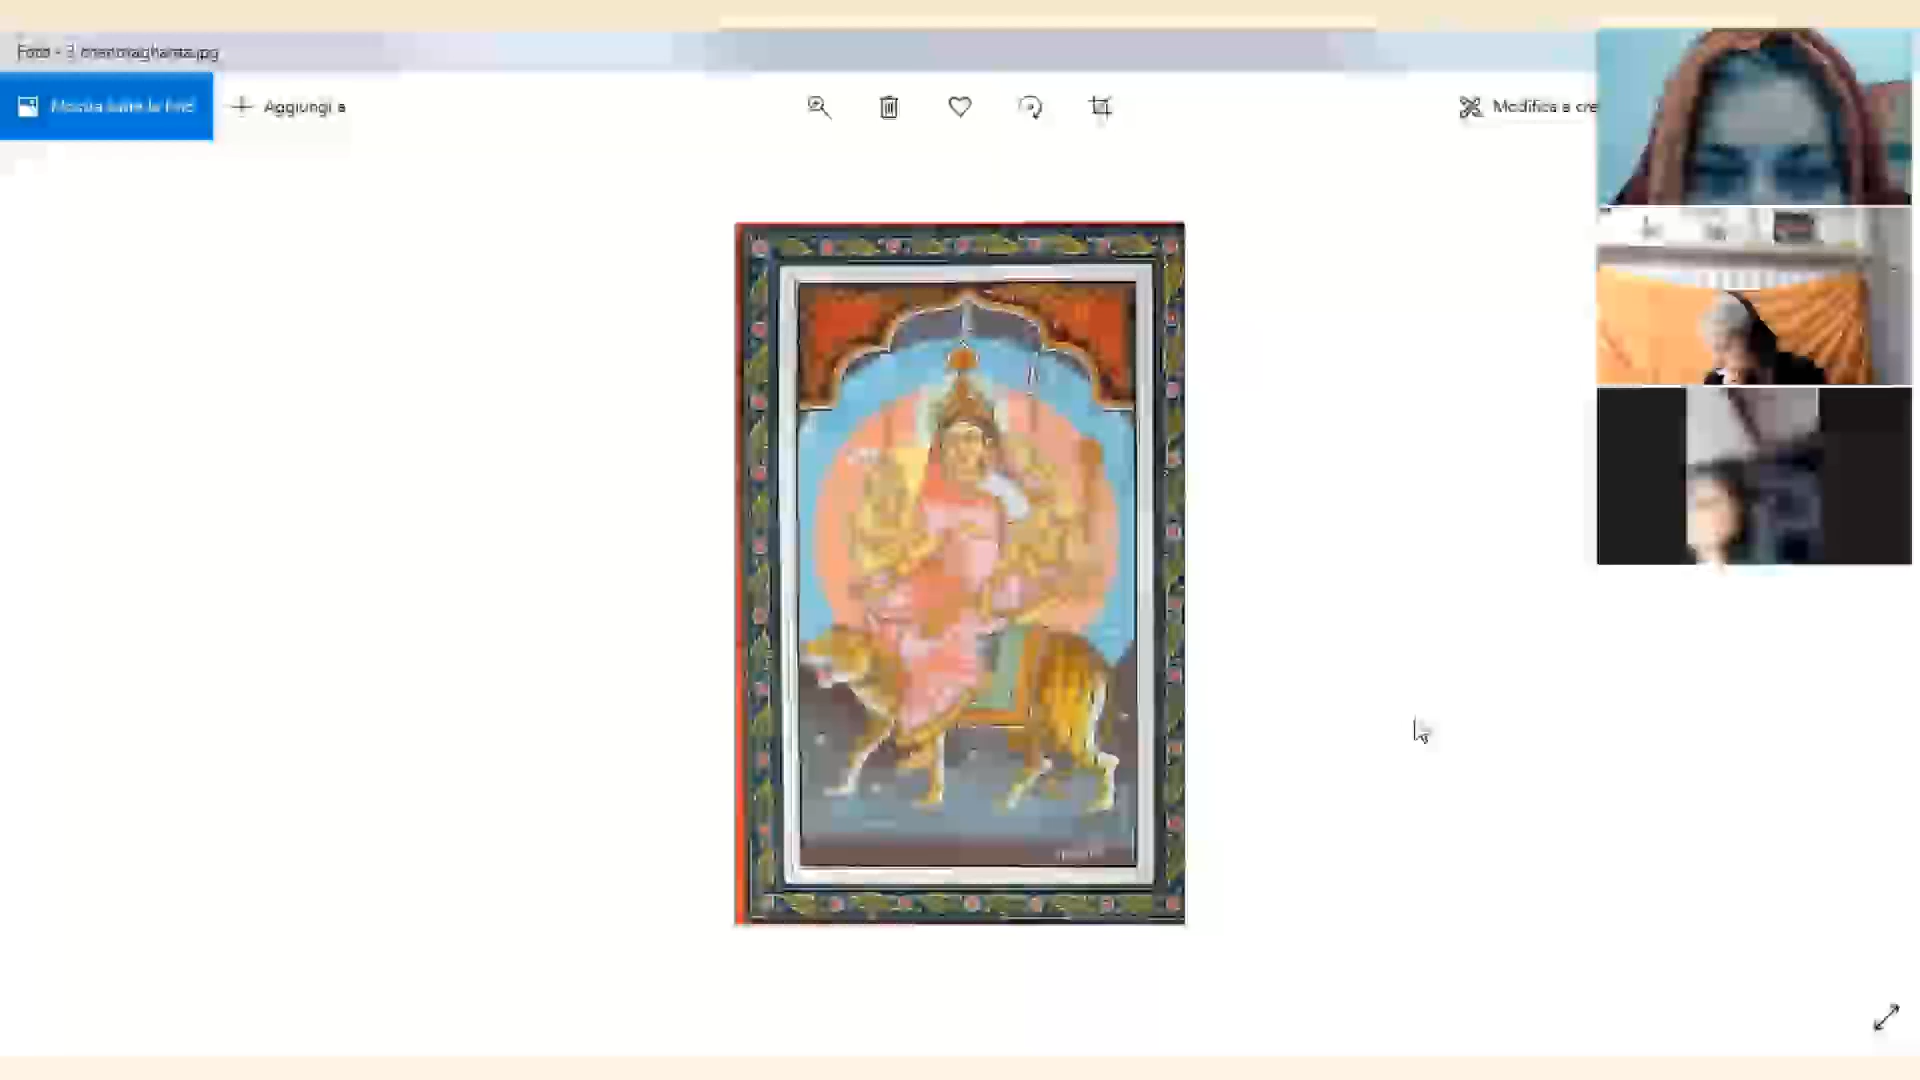 Foto - 3 chandraghanta.jpg
Mostra tutte le foto
Aggiungi a
Modifica e cre